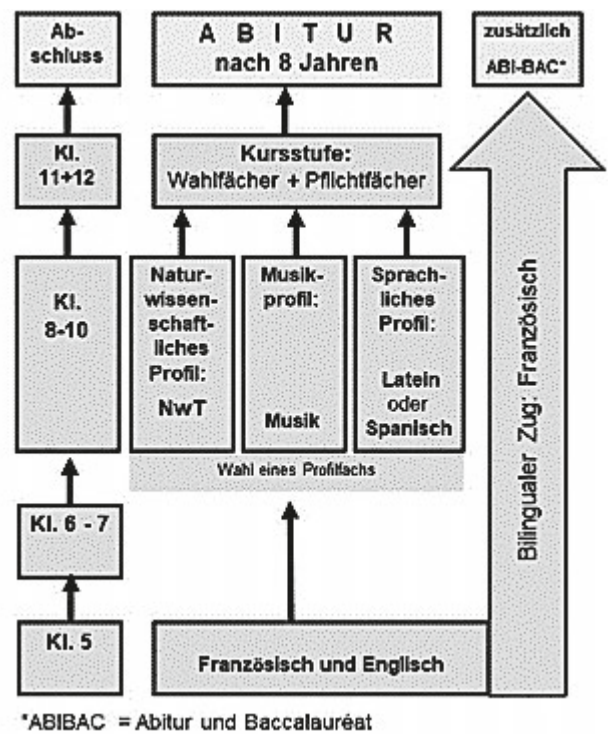 Ab-
schluss
A B I T U R
nach 8 Jahren
zusätzlich
ABI-BAC*
Kl.
11+12
Kursstufe:
Wahlfächer + Pflichtfächer
Kl.
8-10
Natur-
wissen-
schaft-
liches
Profil:
NwT
Musik-
profil:
Musik
Sprach-
liches
Profil:
Latein
oder
Spanisch
Wahl eines Profilfachs
Bilingualer Zug: Französisch
Kl. 6 - 7
Kl. 5
Französisch und Englisch
*ABIBAC = Abitur und Baccalauréat